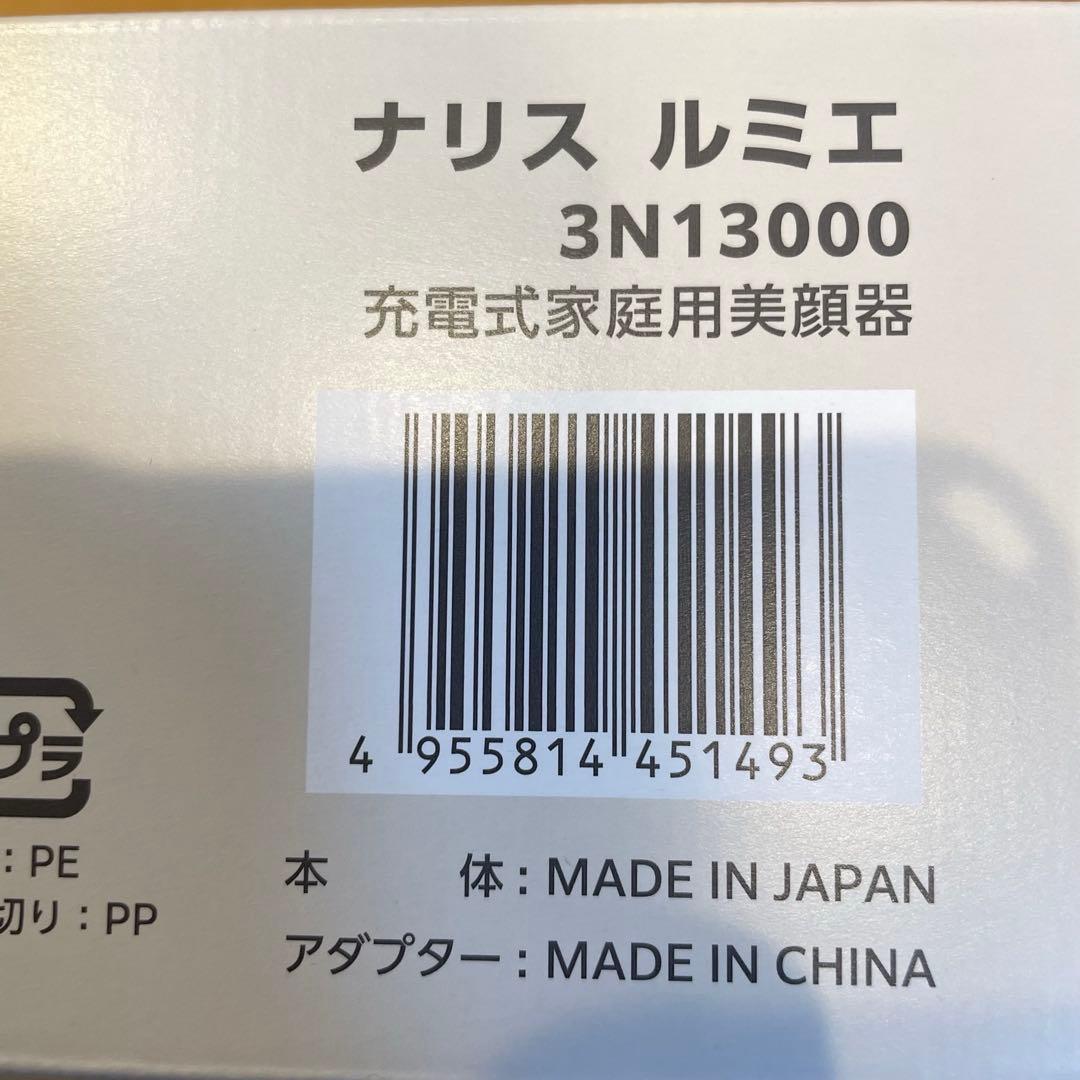 ナリス ルミエ
3N13000
充電式家庭用美顔器
4 955814 451493
プラ
: PE
切り : PP
本 体 : MADE IN JAPAN
アダプター : MADE IN CHINA